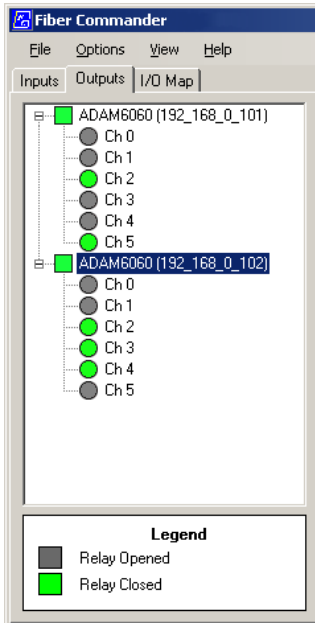 Fiber Commander
File Options View Help
Inputs Outputs I/O Map
ADAM6060 (192_168_0_101)
Ch 0
Ch 1
Ch 2
Ch 3
Ch 4
Ch 5
ADAM6060 (192_168_0_102)
Ch 0
Ch 1
Ch 2
Ch 3
Ch 4
Ch 5
Legend
Relay Opened
Relay Closed